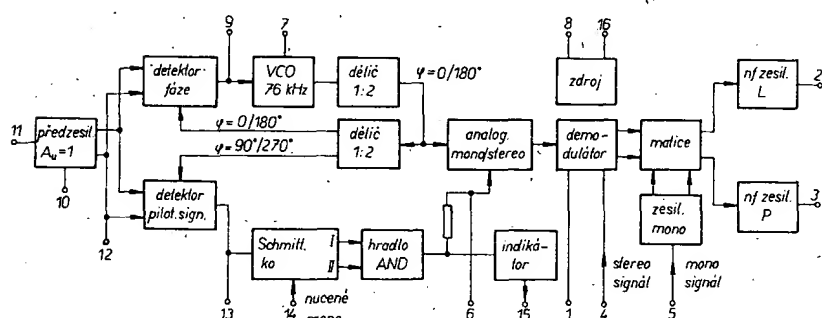 9
7
8
16
detektor
fáze
VCO
76 kHz
dělič
1:2
φ=0/180°
zdroj
nf zesil.
L
2
11
předzesil.
Au=1
10
φ=0/180°
φ=90°/270°
dělič
1:2
analog.
mono/stereo
demo-
dulátor
matice
detektor
pilot. sign.
12
zesil.
mono
nf zesil.
P
3
Schmitt.
ko
I
II
hradlo
AND
indiká-
tor
stereo
signál
mono
signál
13
14
nucené
6
15
1
4
5